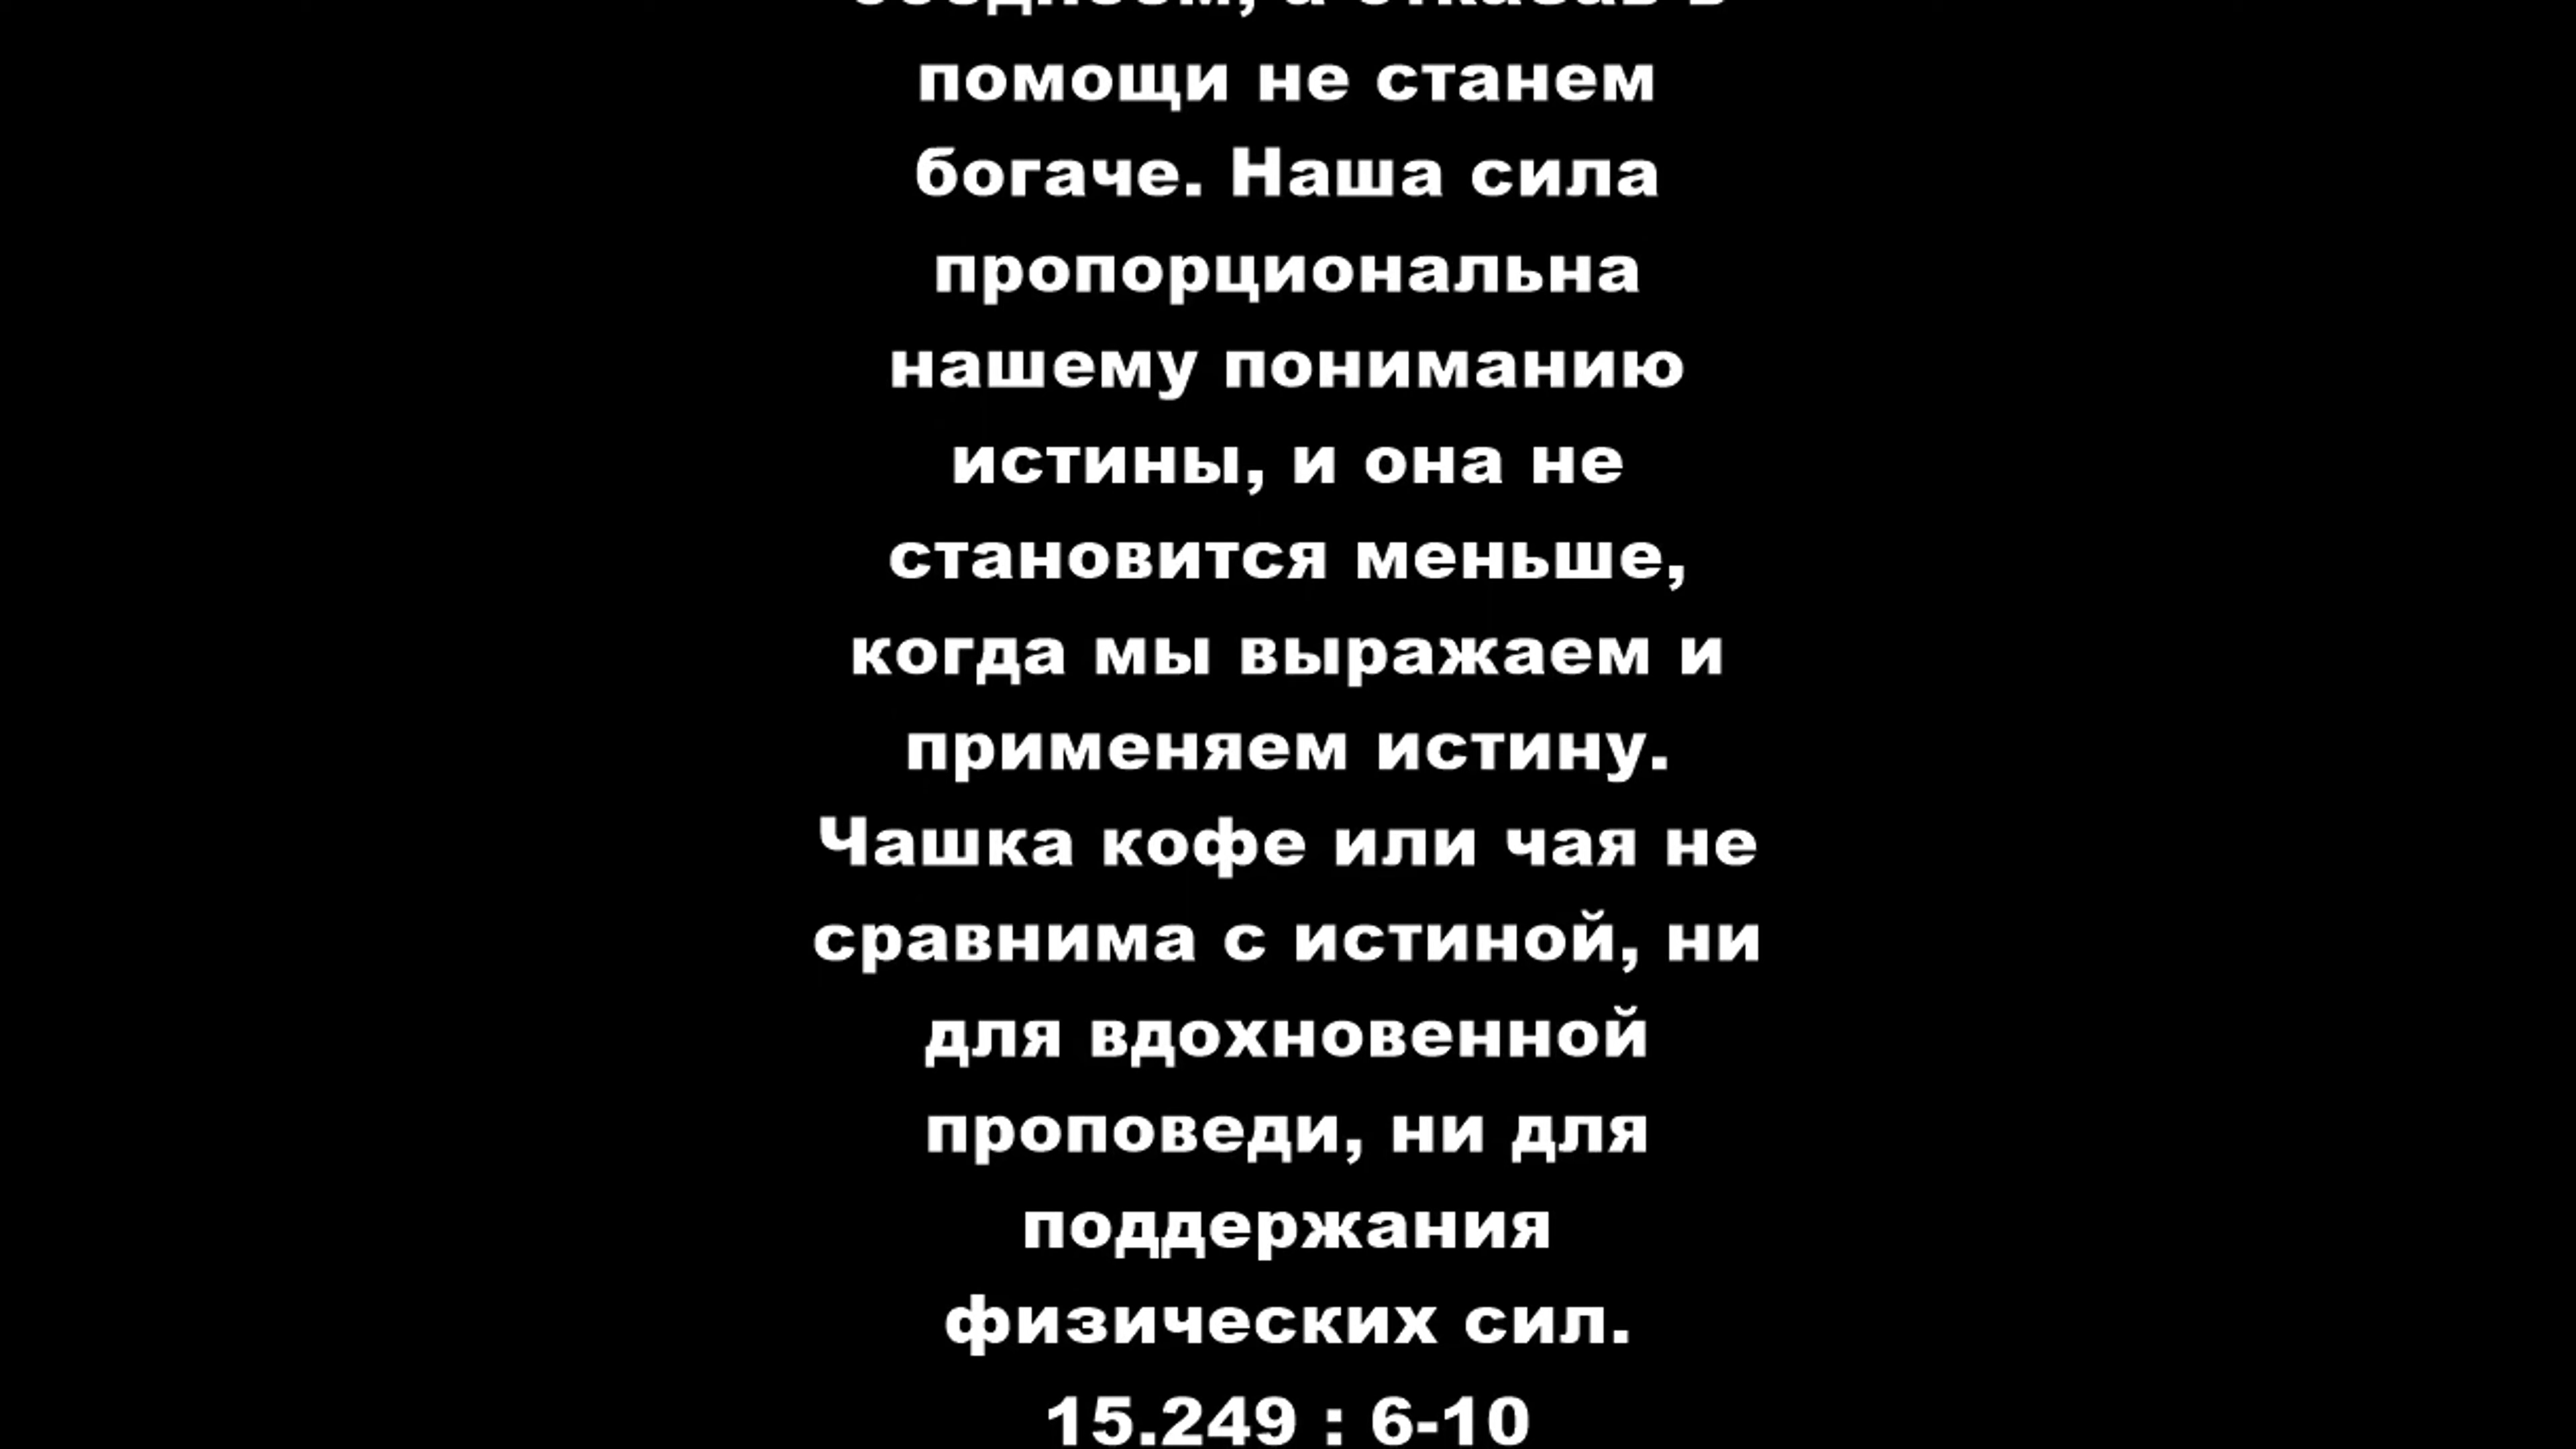 а отказав в
помощи не станем
богаче. Наша сила
пропорциональна
нашему пониманию
истины, и она не
становится меньше,
когда мы выражаем и
применяем истину.
Чашка кофе или чая не
сравнима с истиной, ни
для вдохновенной
проповеди, ни для
поддержания
физических сил.
15.249 : 6-10